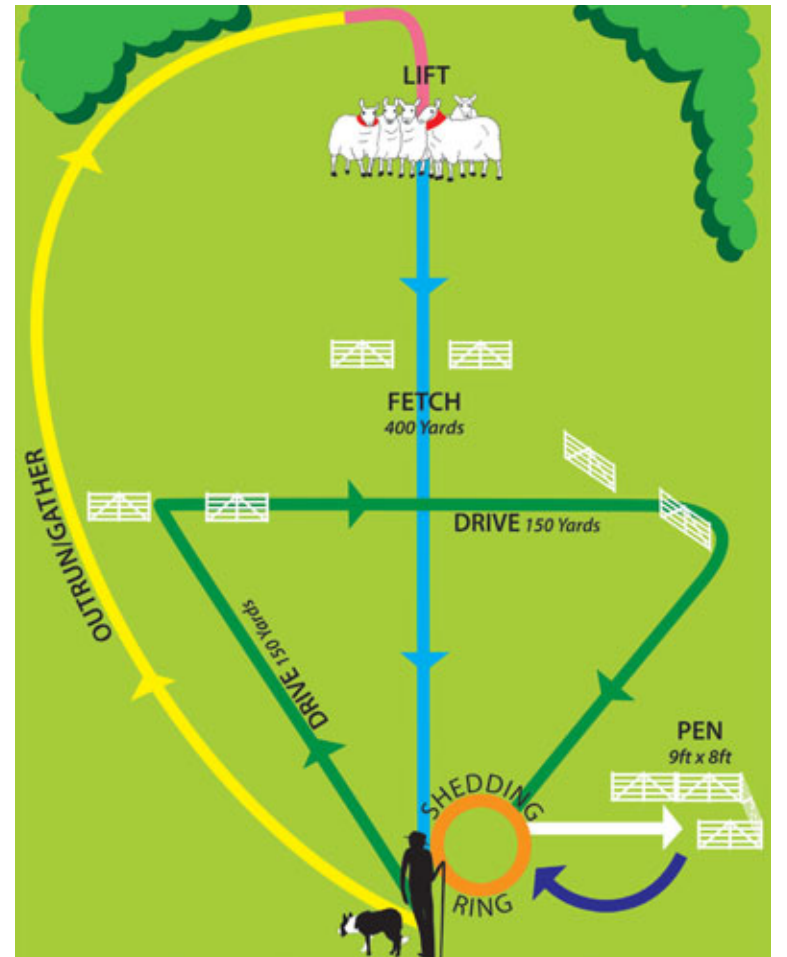 LIFT
FETCH
400 Yards
OUTRUN/GATHER
DRIVE 150 Yards
DRIVE 150 Yards
PEN
9ft x 8ft
SHEDDING
RING